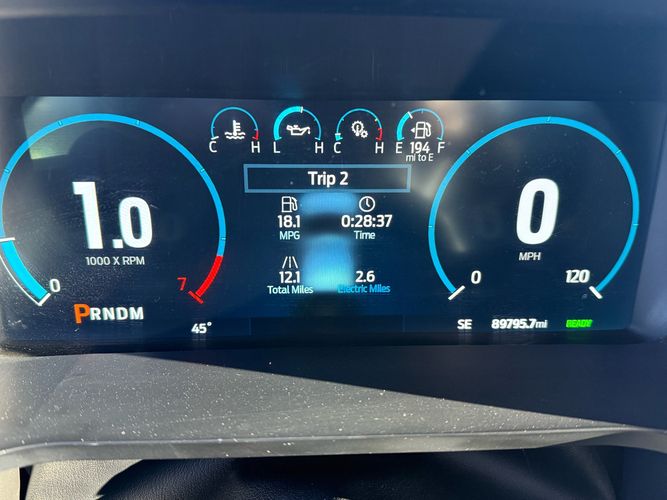 C H L H C H E 194 F
mi to E
Trip 2
1.0
1000 X RPM
0 7
PRNDM
45°
18.1
MPG
0:28:37
Time
12.1
Total Miles
2.6
Electric Miles
0
MPH
0 120
SE 89795.7mi READY